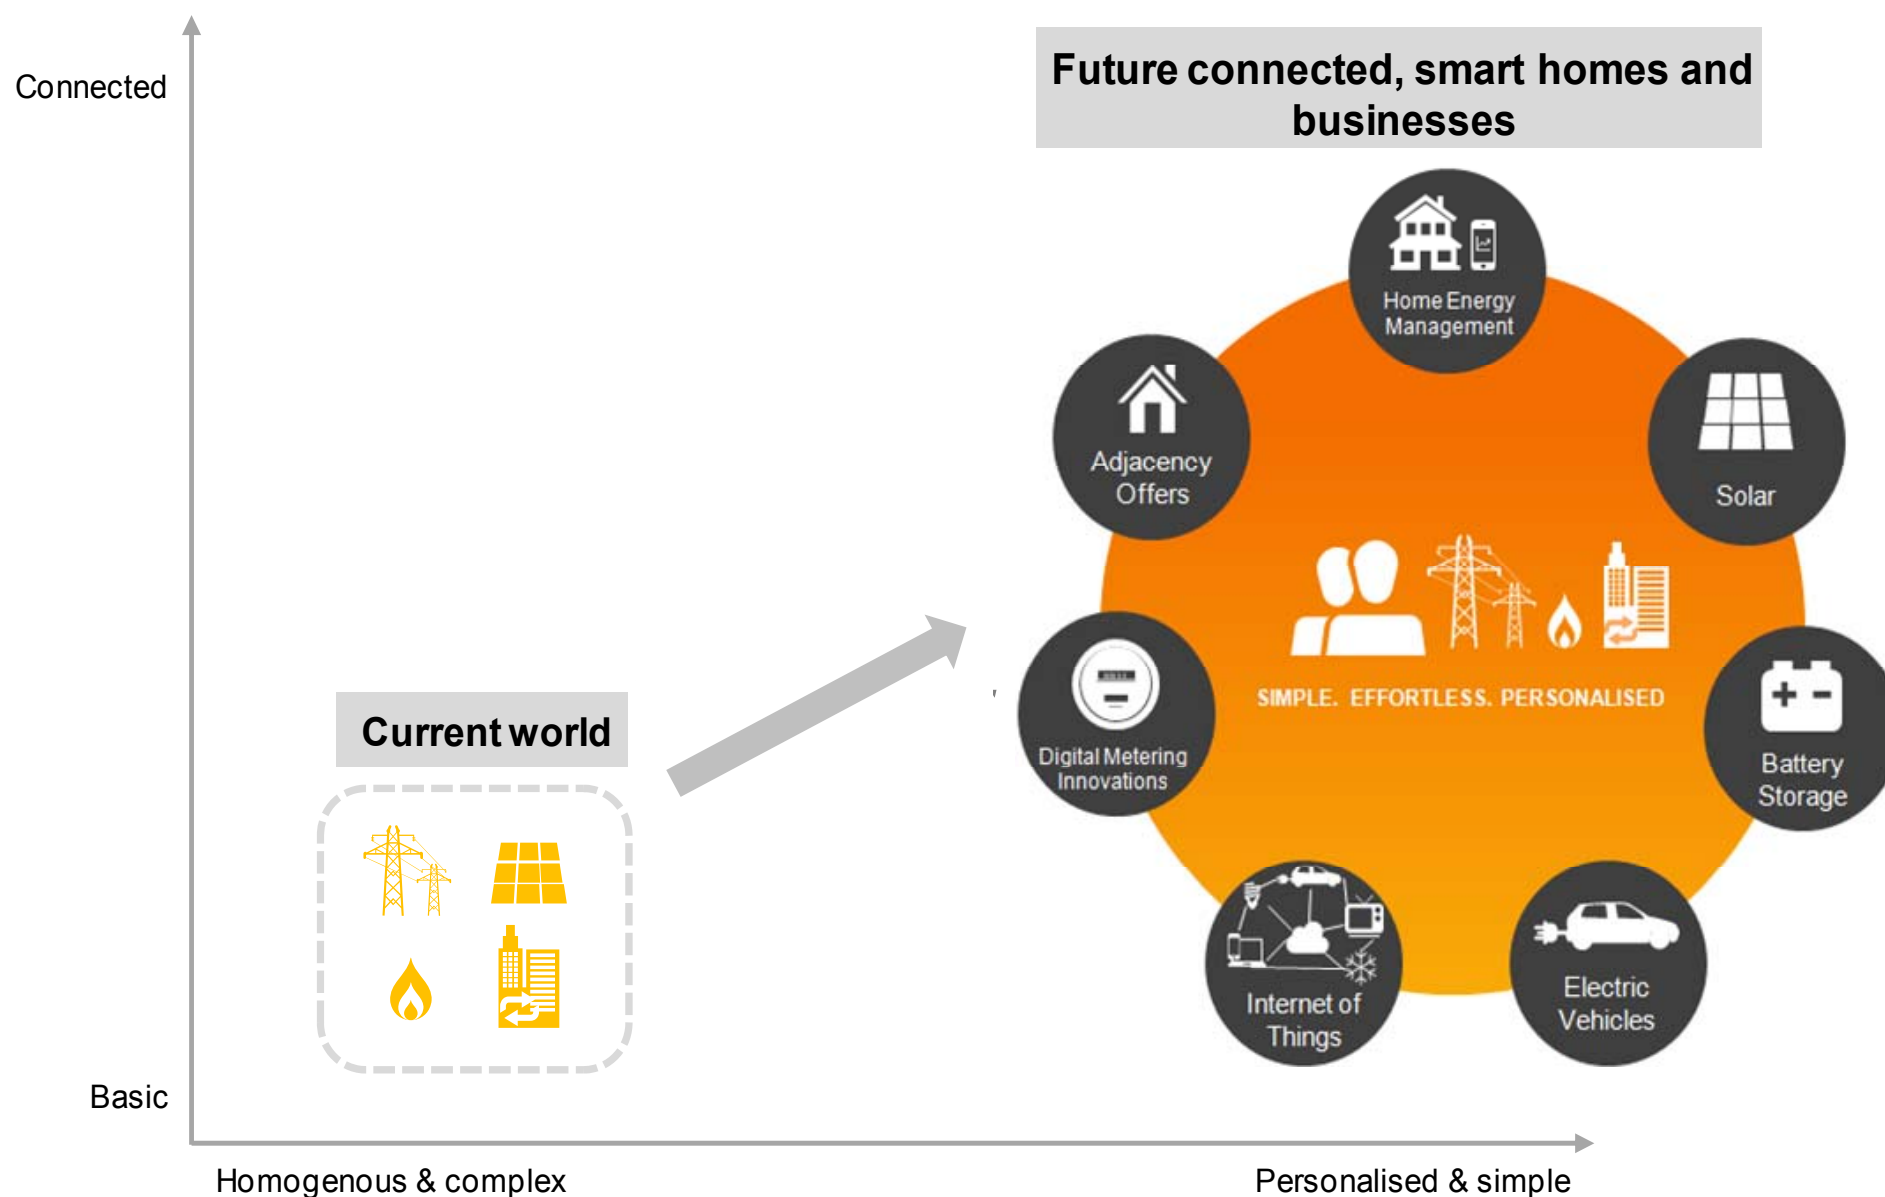 Connected
Future connected, smart homes and
businesses
Home Energy
Management
Adjacency
Offers
Solar
SIMPLE. EFFORTLESS. PERSONALISED
Current world
Digital Metering
Innovations
Battery
Storage
Internet of
Things
Electric
Vehicles
Basic
Homogenous & complex
Personalised & simple